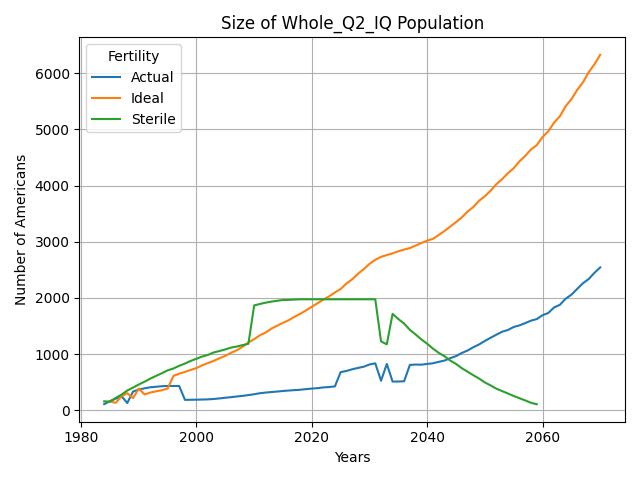 Size of Whole_Q2_IQ Population
Fertility
Actual
Ideal
Sterile
Number of Americans
6000
5000
4000
3000
2000
1000
0
1980
2000
2020
2040
2060
Years